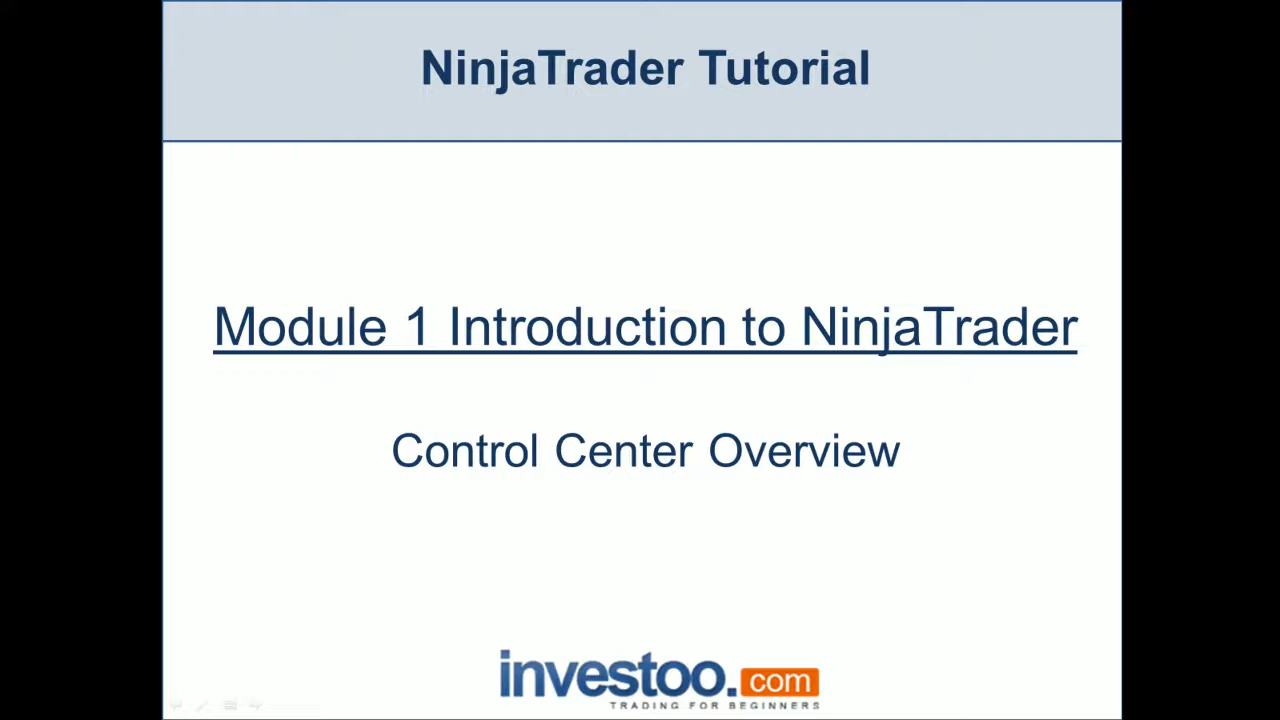 NinjaTrader Tutorial
Module 1 Introduction to NinjaTrader
Control Center Overview
investoo.com
TRADING FOR BEGINNERS